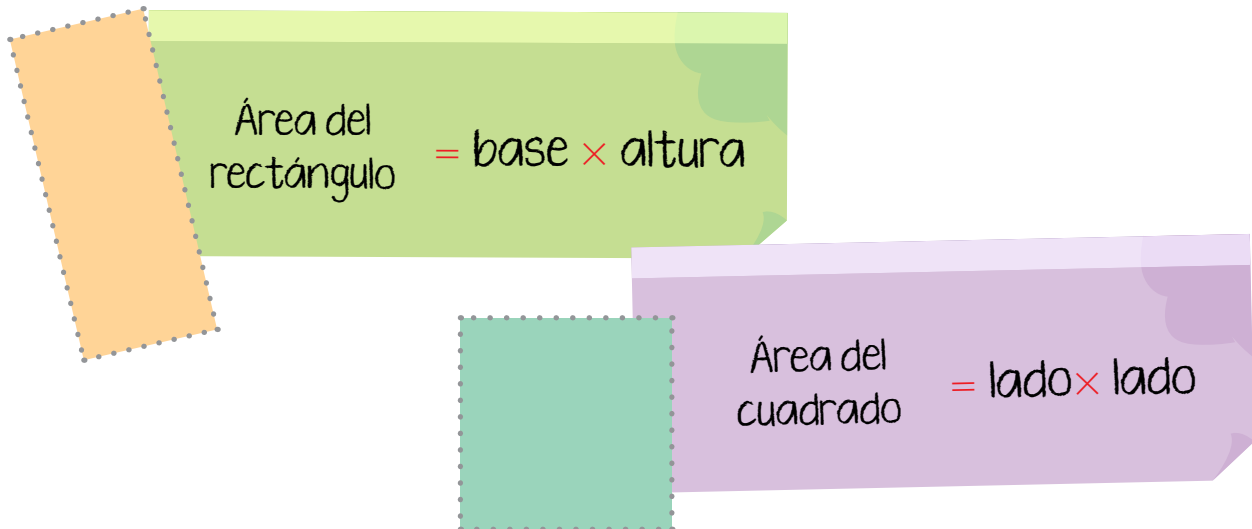 Área del
rectángulo
= base × altura
Área del
cuadrado
= lado× lado